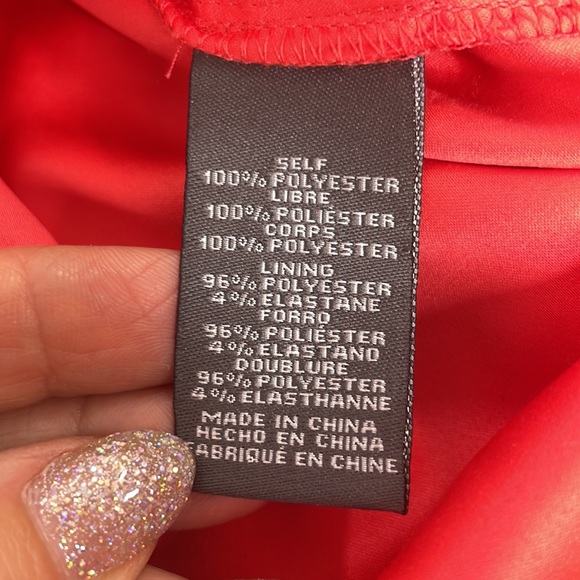 SELF
100% POLYESTER
LIBRE
100% POLIÉSTER
CORPS
100% POLYESTER
LINING
96% POLYESTER
4% ELASTANE
FORRO
96% POLIÉSTER
4% ELASTANO
DOUBLURE
96% POLYESTER
4% ELASTHANNE
MADE IN CHINA
HECHO EN CHINA
FABRIQUÉ EN CHINE